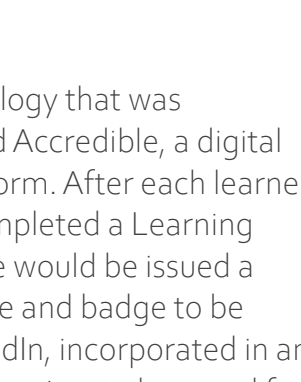 logy that was
d Accredible, a digital
orm. After each learne
mpleted a Learning
e would be issued a
e and badge to be
dIn, incorporated in an